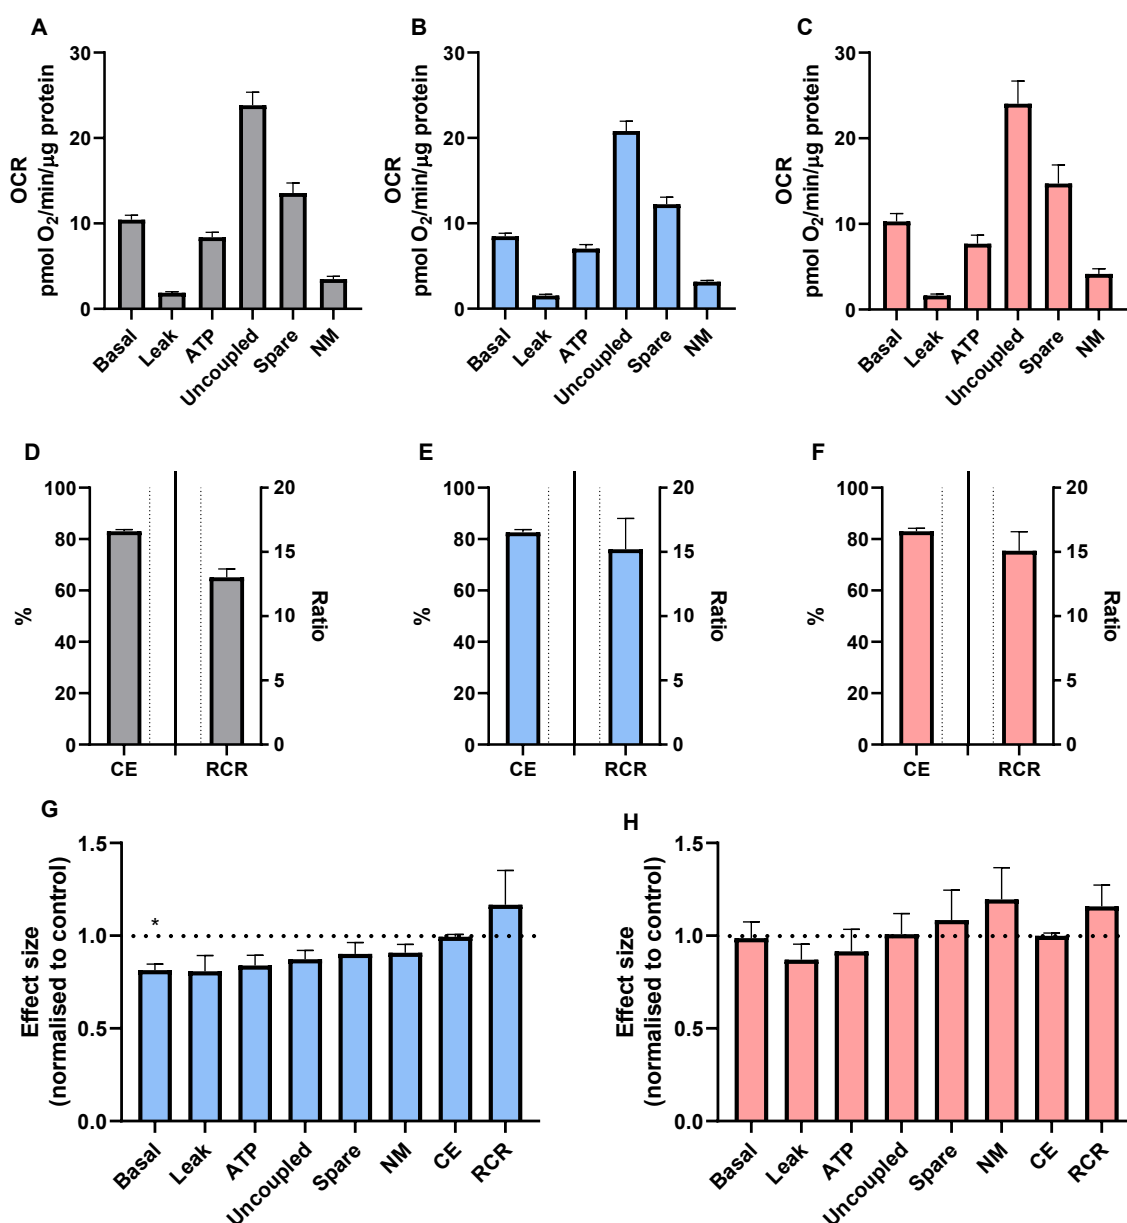 A
OCR
pmol O₂/min/µg protein
30
20
10
0
Basal
Leak
ATP
Uncoupled
Spare
NM
B
OCR
pmol O₂/min/µg protein
30
20
10
0
Basal
Leak
ATP
Uncoupled
Spare
NM
C
OCR
pmol O₂/min/µg protein
30
20
10
0
Basal
Leak
ATP
Uncoupled
Spare
NM
D
%
100
80
60
40
20
0
CE
RCR
20
15
10
5
0
Ratio
E
%
100
80
60
40
20
0
CE
RCR
20
15
10
5
0
Ratio
F
%
100
80
60
40
20
0
CE
RCR
20
15
10
5
0
Ratio
G
Effect size
(normalised to control)
1.5
1.0
0.5
0.0
*
Basal
Leak
ATP
Uncoupled
Spare
NM
CE
RCR
H
Effect size
(normalised to control)
1.5
1.0
0.5
0.0
Basal
Leak
ATP
Uncoupled
Spare
NM
CE
RCR